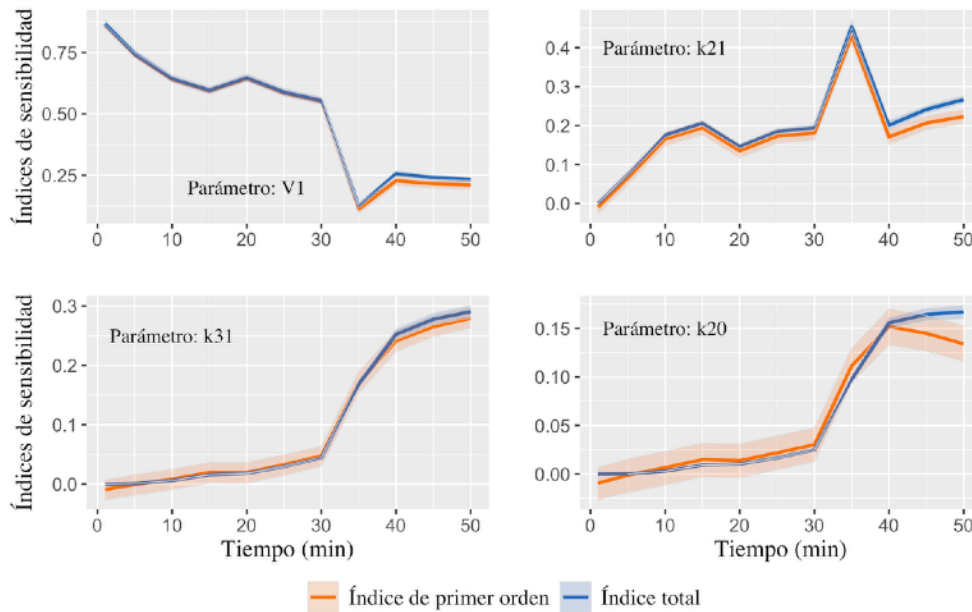 Índices de sensibilidad
0.75
0.50
0.25
Parámetro: V1
0 10 20 30 40 50
0.4
0.3
0.2
0.1
0.0
Parámetro: k21
0 10 20 30 40 50
Índices de sensibilidad
0.3
0.2
0.1
0.0
Parámetro: k31
0 10 20 30 40 50
Tiempo (min)
0.15
0.10
0.05
0.00
Parámetro: k20
0 10 20 30 40 50
Tiempo (min)
Índice de primer orden
Índice total